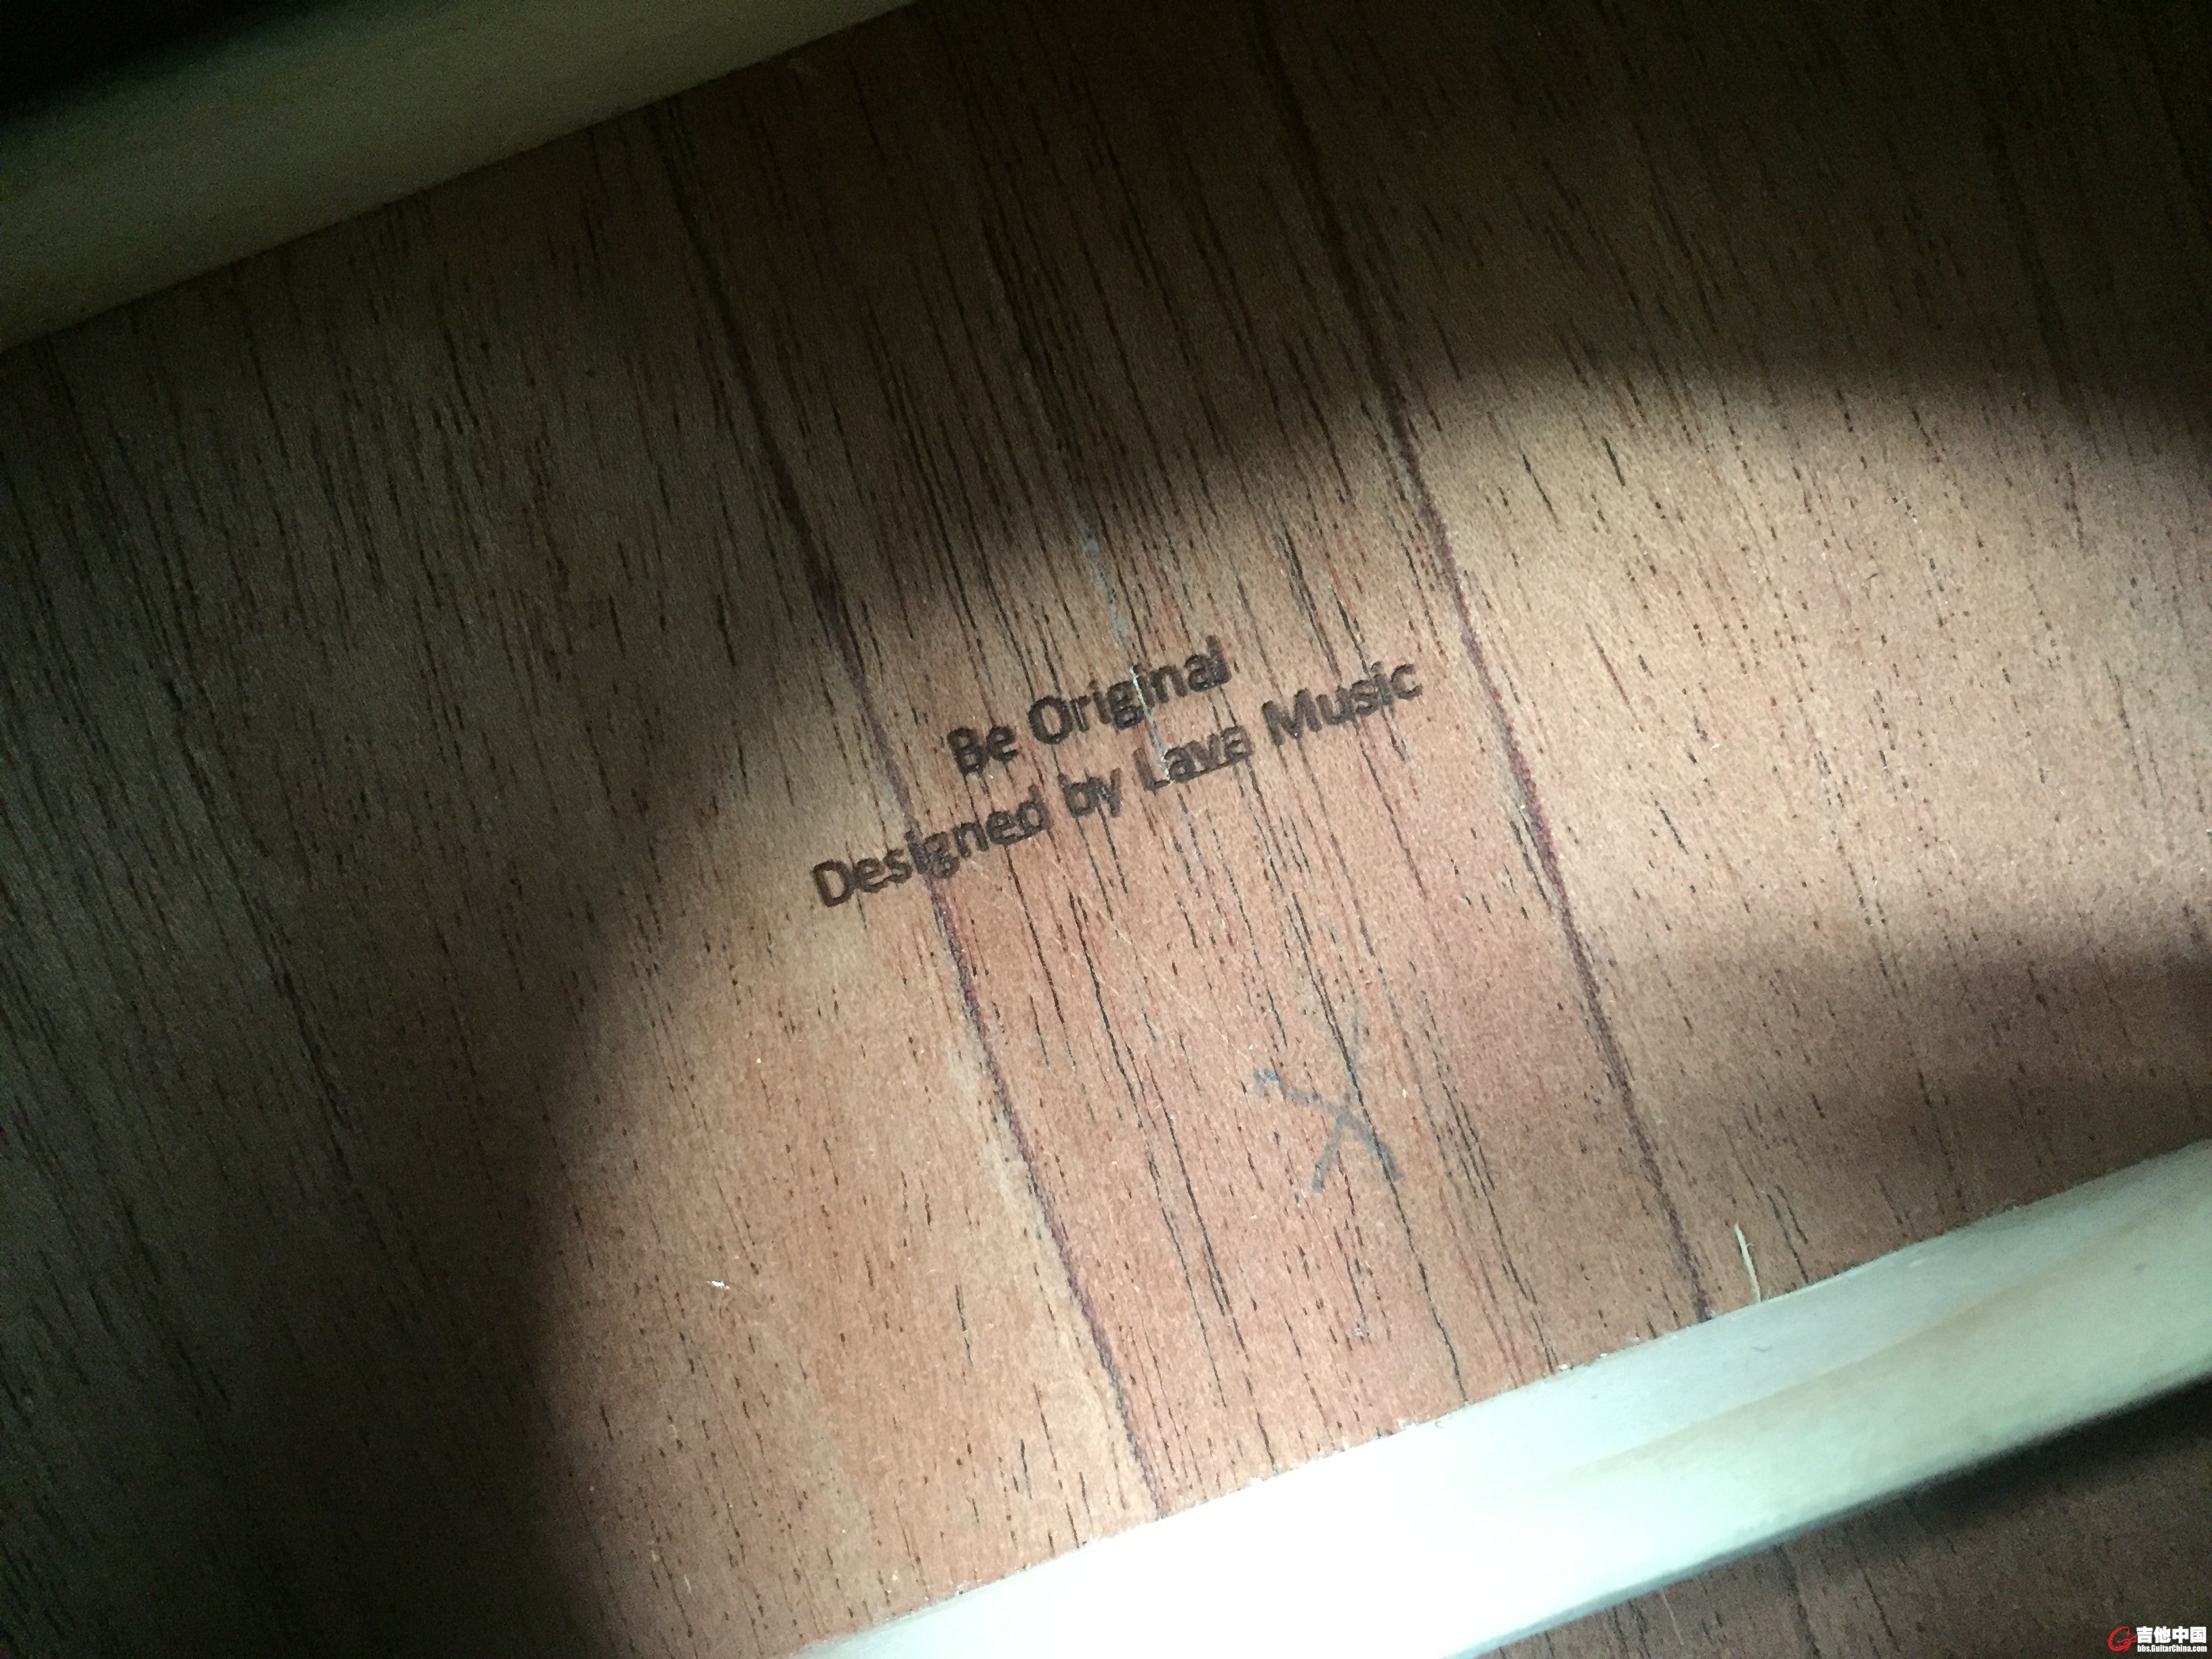 Be Original
Designed by Lava Music
吉他中国
bbs.GuitarChina.com